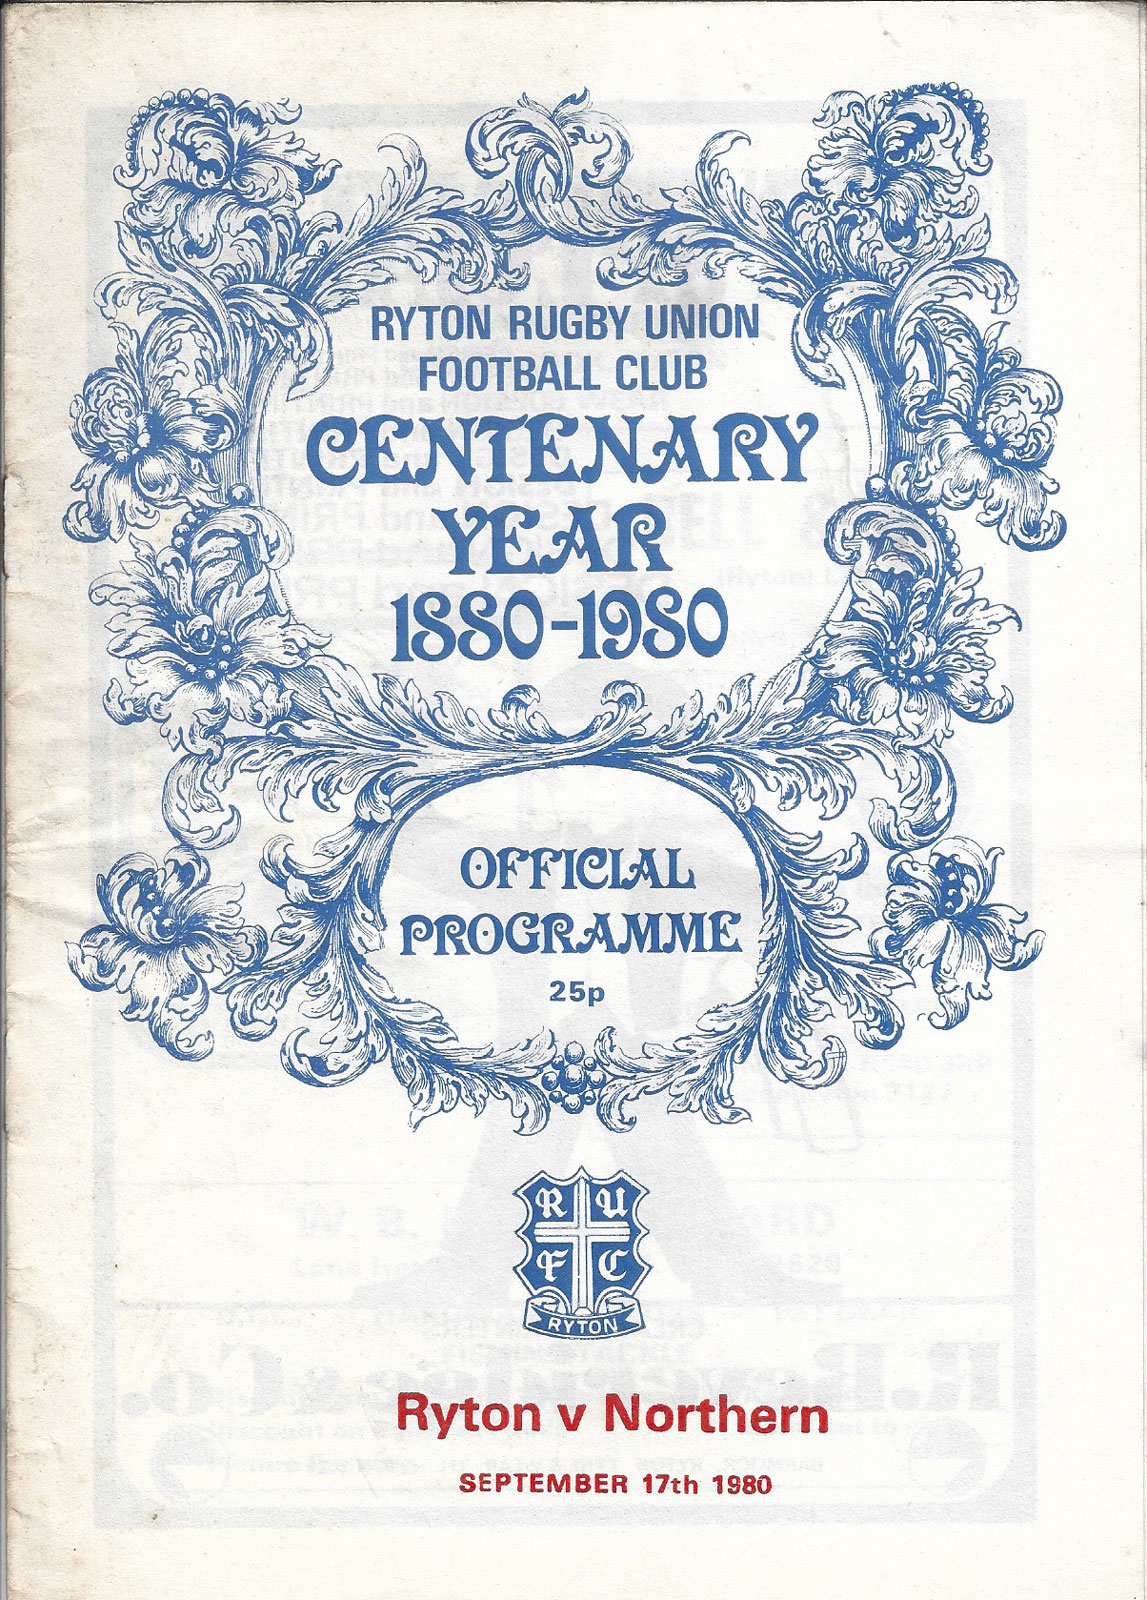 RYTON RUGBY UNION
FOOTBALL CLUB
CENTENARY
YEAR
1880-1980
OFFICIAL
PROGRAMME
25p
R U
F C
RYTON
Ryton v Northern
SEPTEMBER 17th 1980